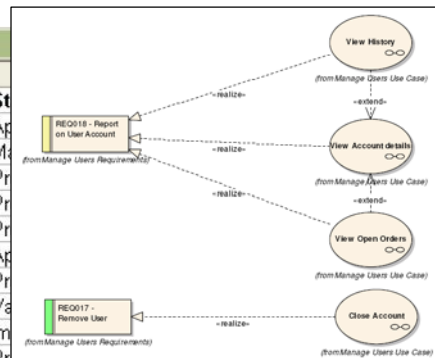 View History
(from Manage Users Use Case)
«realize»
«extend»
REQ018 - Report
on User Account
(from Manage Users Requirements)
«realize»
View Account details
(from Manage Users Use Case)
«realize»
«extend»
View Open Orders
(from Manage Users Use Case)
REQ017 -
Remove User
(from Manage Users Requirements)
«realize»
Close Account
(from Manage Users Use Case)